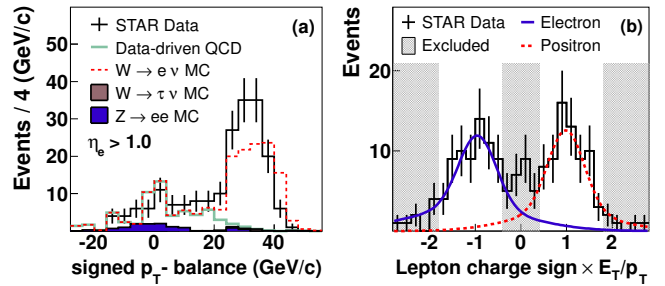 (a)
STAR Data
Data-driven QCD
W → e ν MC
W → τ ν MC
Z → ee MC
η_e > 1.0
Events / 4 (GeV/c)
50
40
30
20
10
-20 0 20 40
signed p_T- balance (GeV/c)
(b)
STAR Data Electron
Excluded Positron
Events
20
10
-2 -1 0 1 2
Lepton charge sign × E_T/p_T